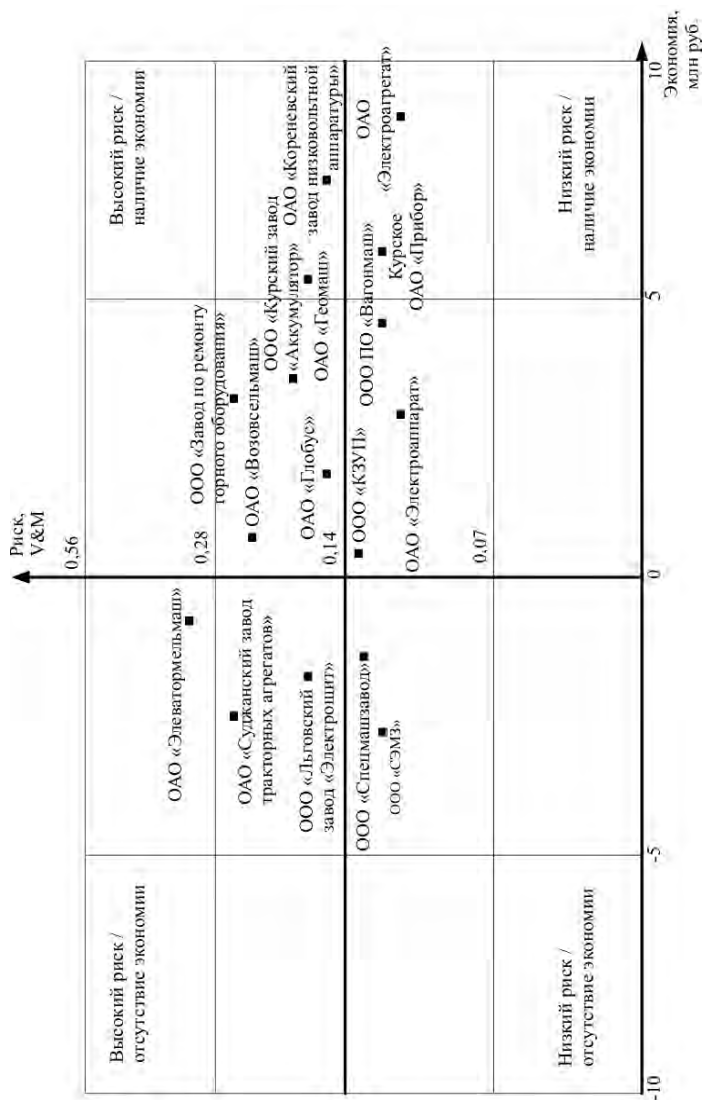 Риск,
V&M
0,56
0,28
0,14
0,07
Высокий риск /
отсутствие экономии
Высокий риск /
наличие экономии
ОАО «Элеватормельмаш»
ООО «Завод по ремонту
горного оборудования»
ОАО «Суджанский завод
тракторных агрегатов»
ОАО «Возовсельмаш»
ООО «Курский завод
«Аккумулятор»
ОАО «Кореневский
завод низковольтной
аппаратуры»
ООО «Льговский
завод «Электрощит»
ОАО «Глобус»
ОАО «Геомаш»
ООО «Спецмашзавод»
ООО «КЗУП»
ООО ПО «Вагонмаш»
ОАО
«Электроагрегат»
ООО «СЭМЗ»
ОАО «Электроаппарат»
Курское
ОАО «Прибор»
Низкий риск /
отсутствие экономии
Низкий риск /
наличие экономии
-10
-5
0
5
10
Экономия,
млн руб.